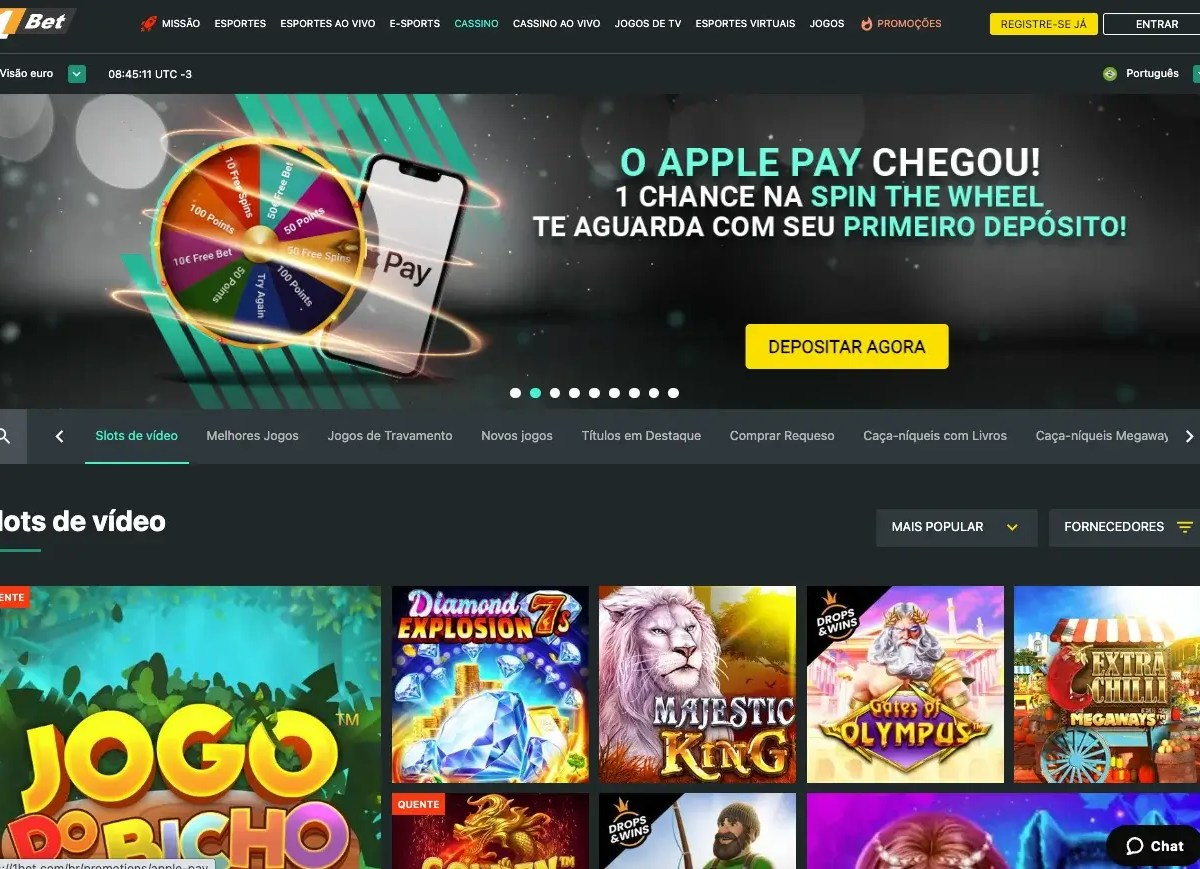 1Bet
MISSÃO
ESPORTES
ESPORTES AO VIVO
E-SPORTS
CASSINO
CASSINO AO VIVO
JOGOS DE TV
ESPORTES VIRTUAIS
JOGOS
PROMOÇÕES
REGISTRE-SE JÁ
ENTRAR
Visão euro
08:45:11 UTC -3
Português
O APPLE PAY CHEGOU!
1 CHANCE NA SPIN THE WHEEL
TE AGUARDA COM SEU PRIMEIRO DEPÓSITO!
10 Free Spins
50€ Free Bet
50 Points
50 Free Spins
100 Points
Try Again
50 Points
10€ Free Bet
100 Points
Pay
DEPOSITAR AGORA
Slots de vídeo
Melhores Jogos
Jogos de Travamento
Novos jogos
Títulos em Destaque
Comprar Requeso
Caça-níqueis com Livros
Caça-níqueis Megaway
lots de vídeo
MAIS POPULAR
FORNECEDORES
ENTE
JOGO™
DO BICHO
Diamond
EXPLOSION 7s
MAJESTIC
KING
DROPS
&WINS
Gates of
OLYMPUS™
EXTRA
CHILLI
MEGAWAYS™
QUENTE
DROPS
&WINS
Chat
://1bet.com/br/promotions/apple-pay